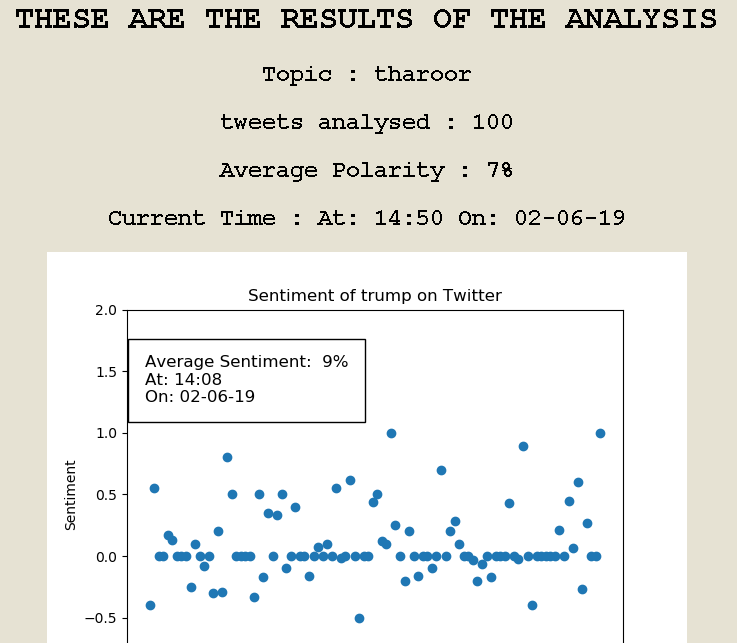 THESE ARE THE RESULTS OF THE ANALYSIS
Topic : tharoor
tweets analysed : 100
Average Polarity : 7%
Current Time : At: 14:50 On: 02-06-19
Sentiment of trump on Twitter
2.0
Average Sentiment:  9%
1.5
At: 14:08
On: 02-06-19
1.0
Sentiment
0.5
0.0
−0.5